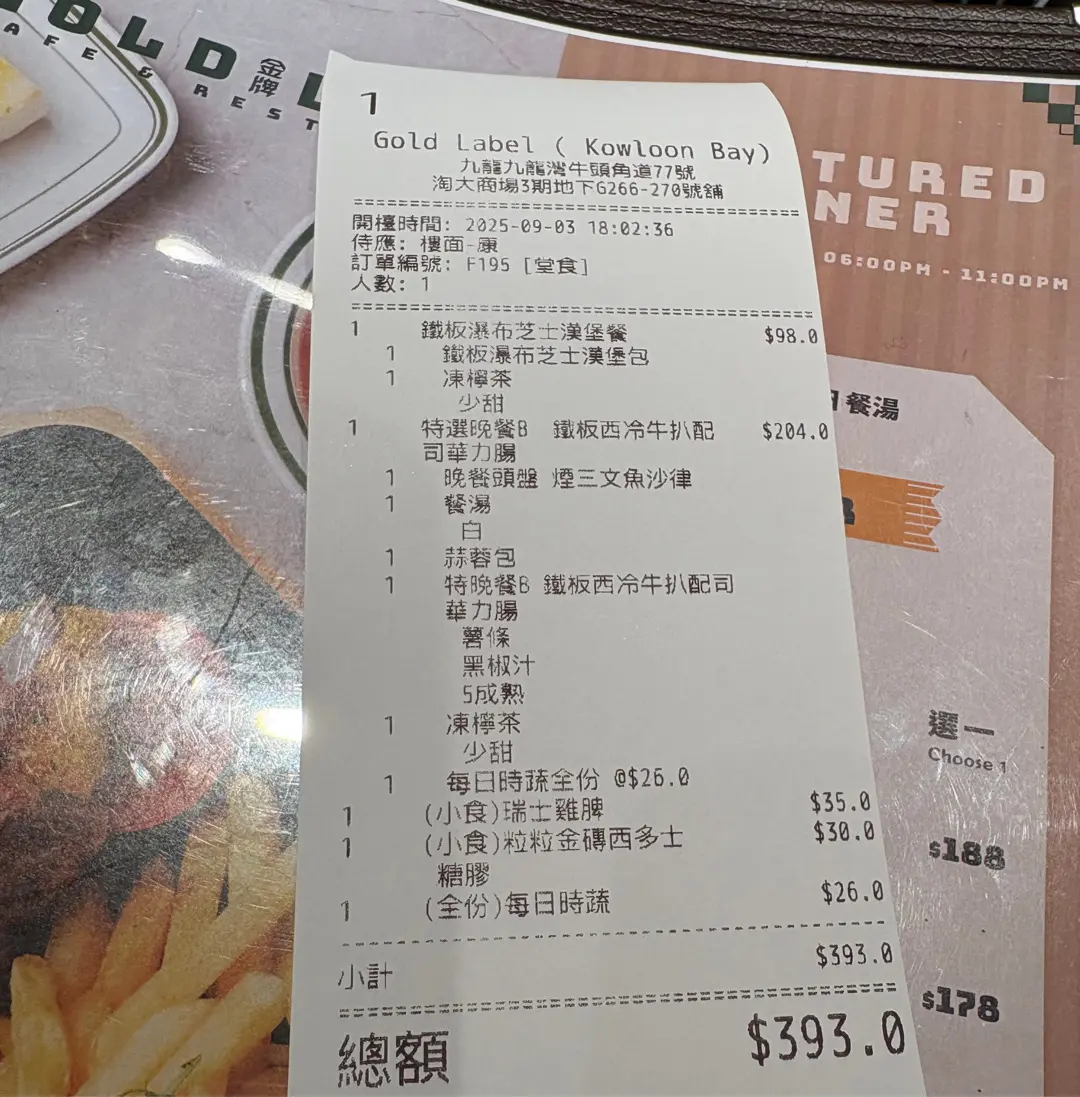 OLD
金牌
AFE &
REST
1
Gold Label ( Kowloon Bay)
九龍九龍灣牛頭角道77號
淘大商場3期地下G266-270號舖
開檯時間: 2025-09-03 18:02:36
侍應: 樓面-康
訂單編號: F195 [堂食]
人數: 1
1 鐵板瀑布芝士漢堡餐 $98.0
1 鐵板瀑布芝士漢堡包
1 凍檸茶
少甜
1 特選晚餐B 鐵板西冷牛扒配 $204.0
司華力腸
1 晚餐頭盤 煙三文魚沙律
1 餐湯
白
1 蒜蓉包
1 特晚餐B 鐵板西冷牛扒配司
華力腸
薯條
黑椒汁
5成熟
1 凍檸茶
少甜
1 每日時蔬全份 @$26.0
1 (小食)瑞士雞脾 $35.0
1 (小食)粒粒金磚西多士 $30.0
糖膠
1 (全份)每日時蔬 $26.0
小計 $393.0
總額 $393.0
TURED
NER
06:00PM - 11:00PM
餐湯
選一
Choose 1
$188
$178